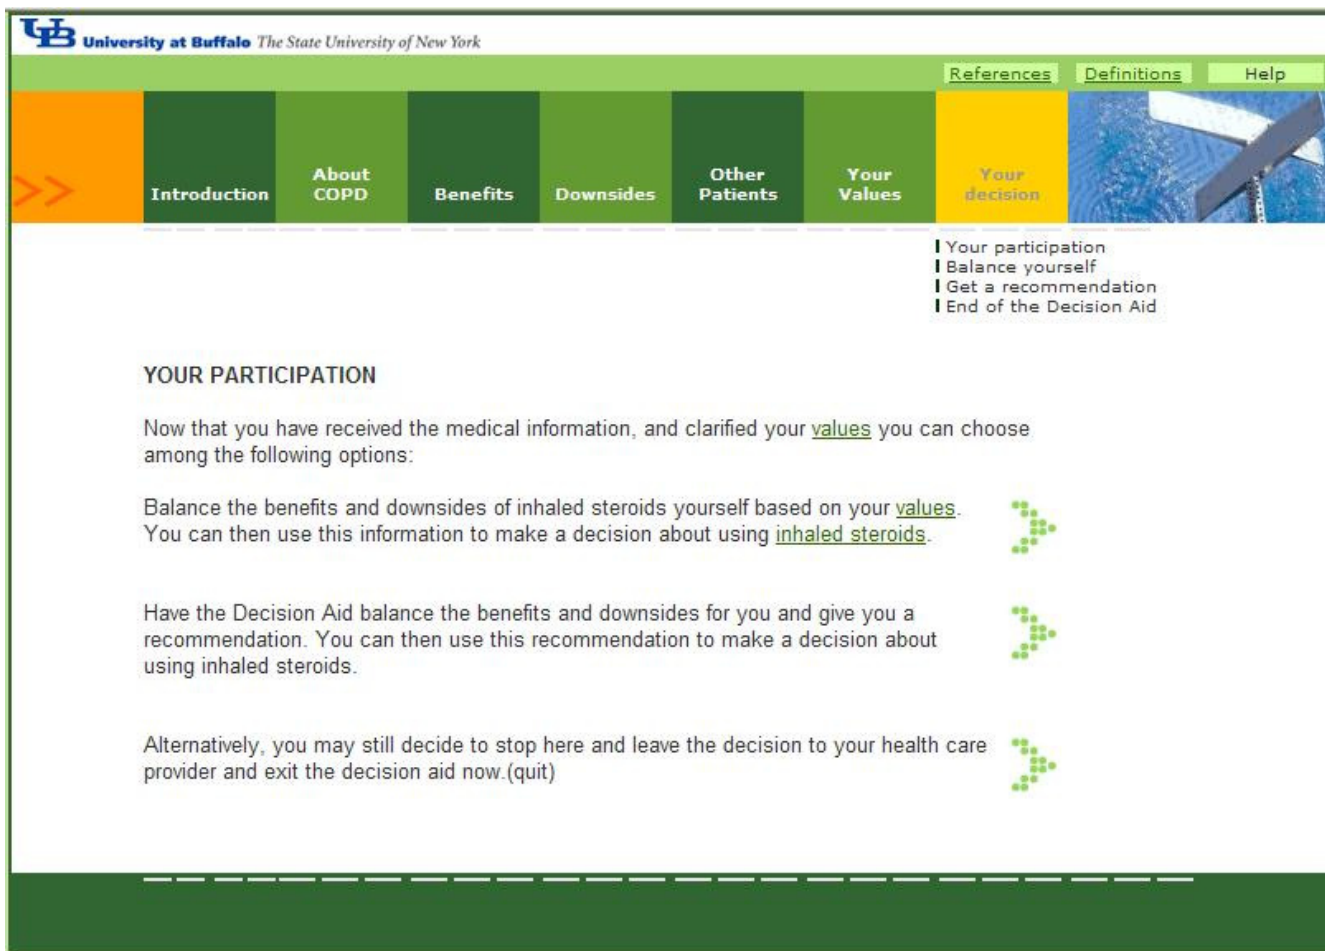 UB University at Buffalo The State University of New York
References Definitions Help
>>
Introduction
About
COPD
Benefits
Downsides
Other
Patients
Your
Values
Your
decision
Your participation
Balance yourself
Get a recommendation
End of the Decision Aid
YOUR PARTICIPATION
Now that you have received the medical information, and clarified your values you can choose
among the following options:
Balance the benefits and downsides of inhaled steroids yourself based on your values.
You can then use this information to make a decision about using inhaled steroids.
Have the Decision Aid balance the benefits and downsides for you and give you a
recommendation. You can then use this recommendation to make a decision about
using inhaled steroids.
Alternatively, you may still decide to stop here and leave the decision to your health care
provider and exit the decision aid now.(quit)